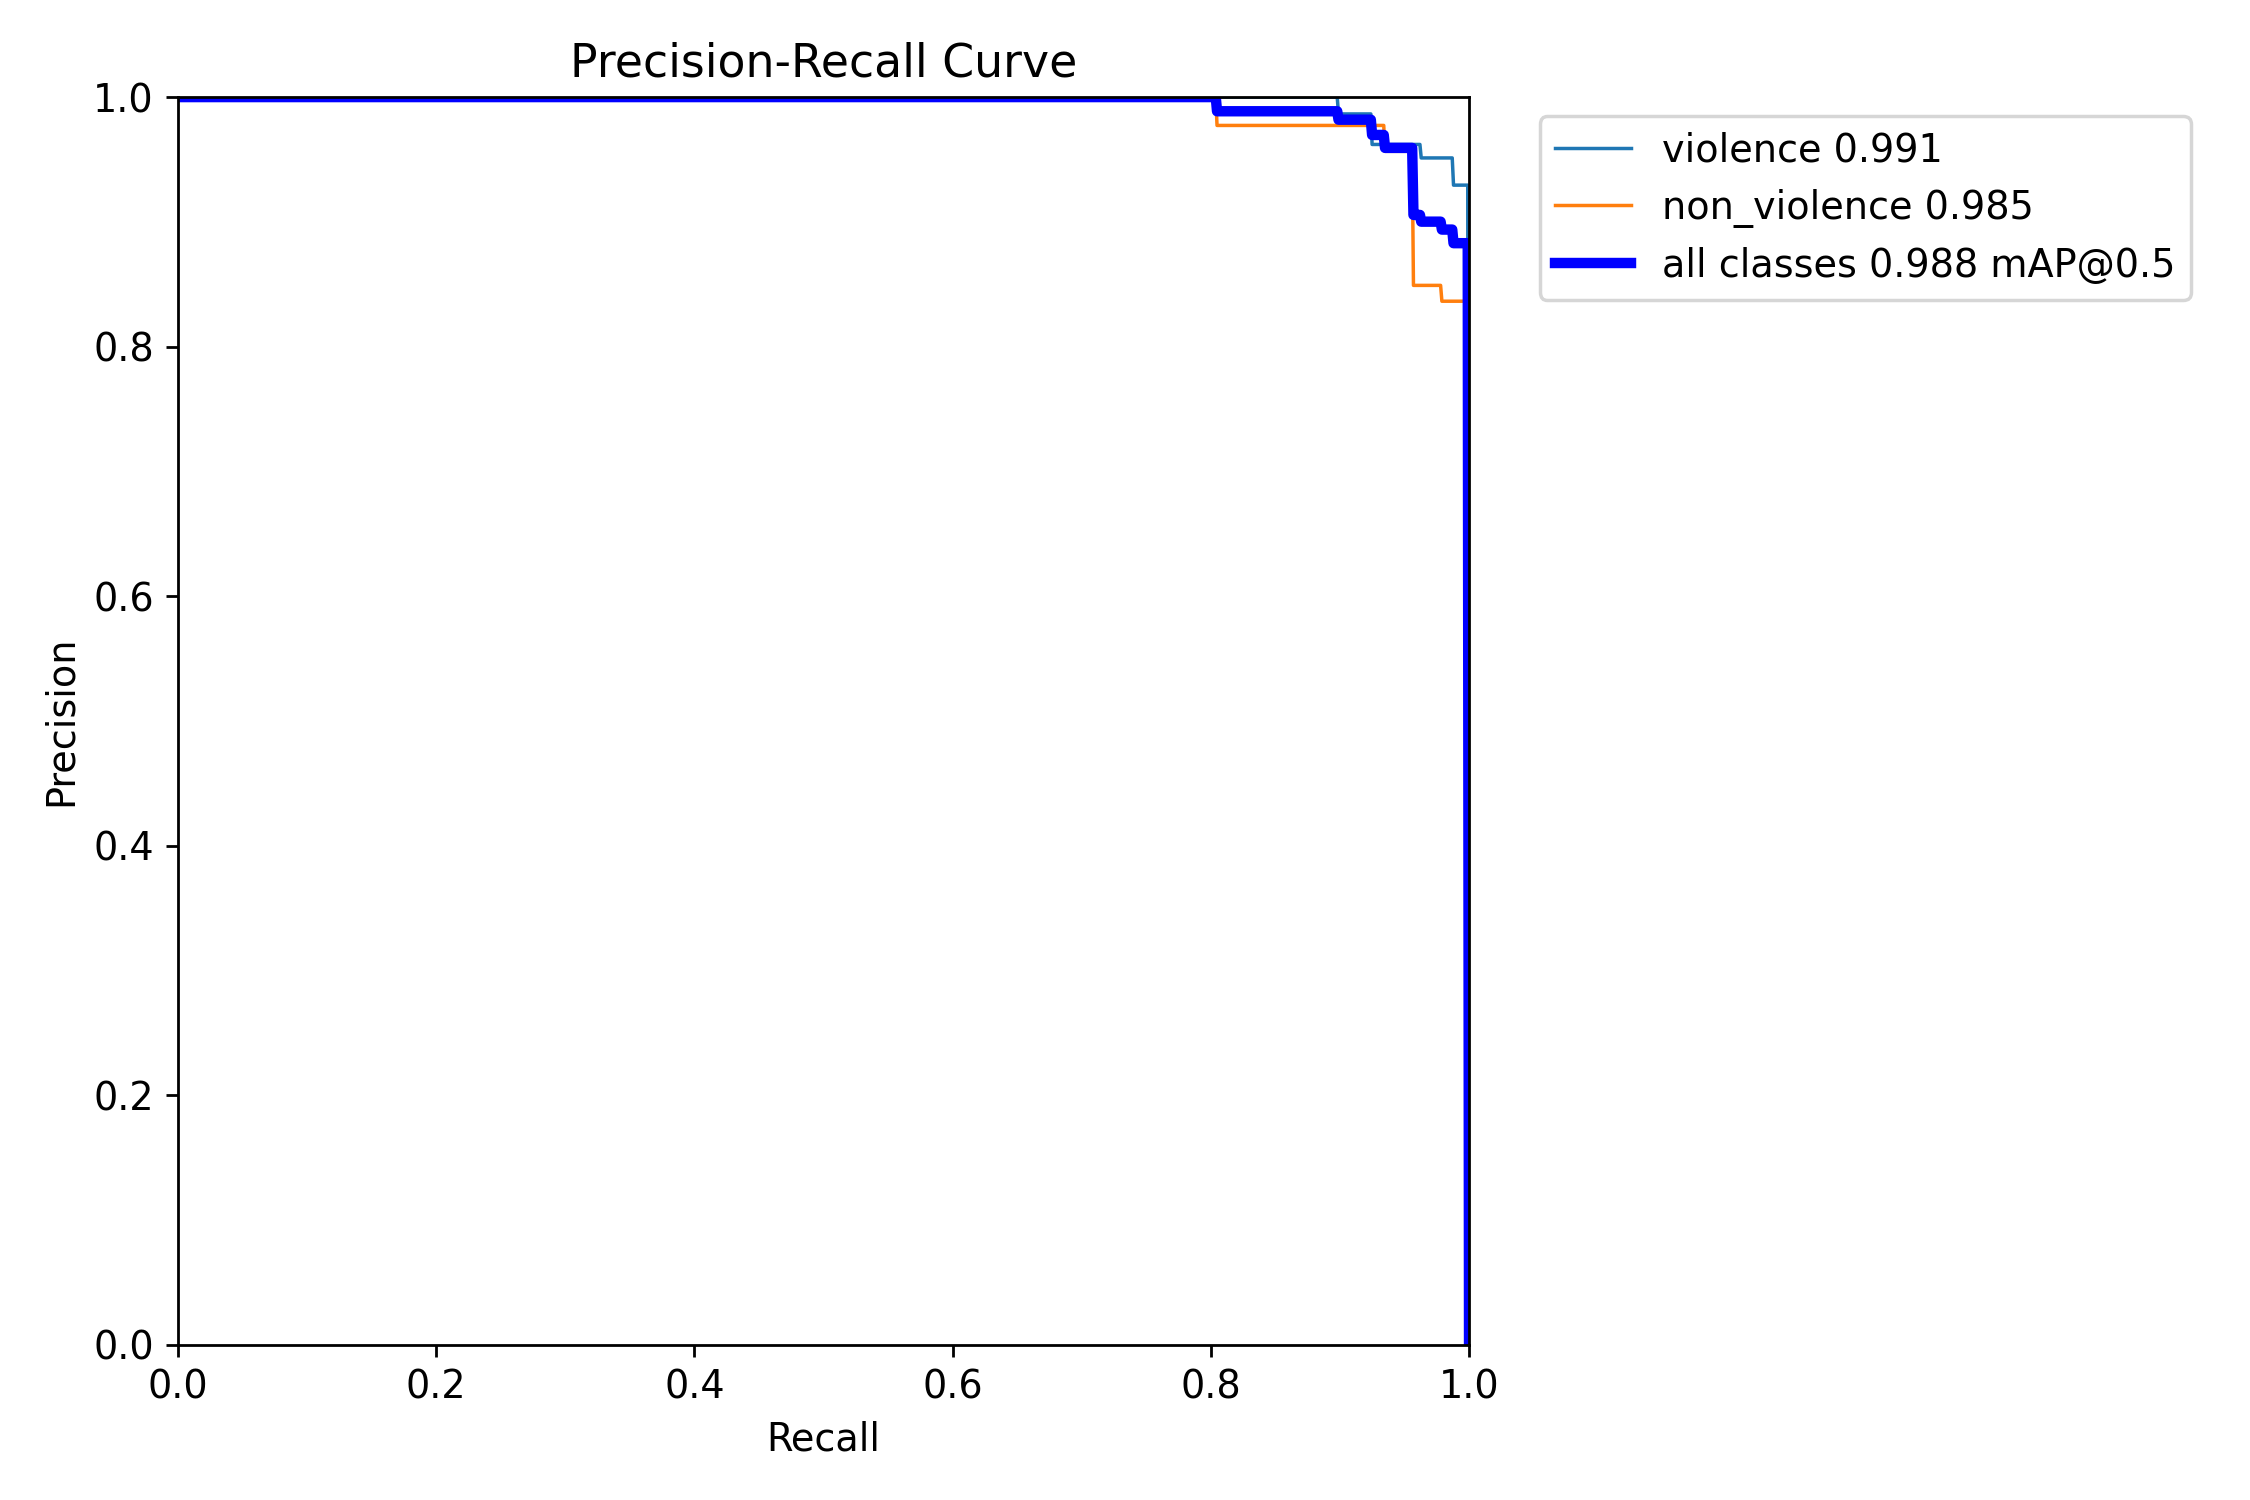 Precision-Recall Curve
1.0
0.8
0.6
0.4
0.2
0.0
Precision
0.0 0.2 0.4 0.6 0.8 1.0
Recall
violence 0.991
non_violence 0.985
all classes 0.988 mAP@0.5